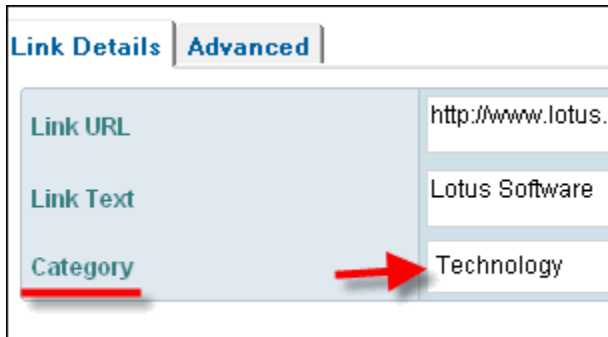 Link Details Advanced
Link URL http://www.lotus.
Link Text Lotus Software
Category Technology